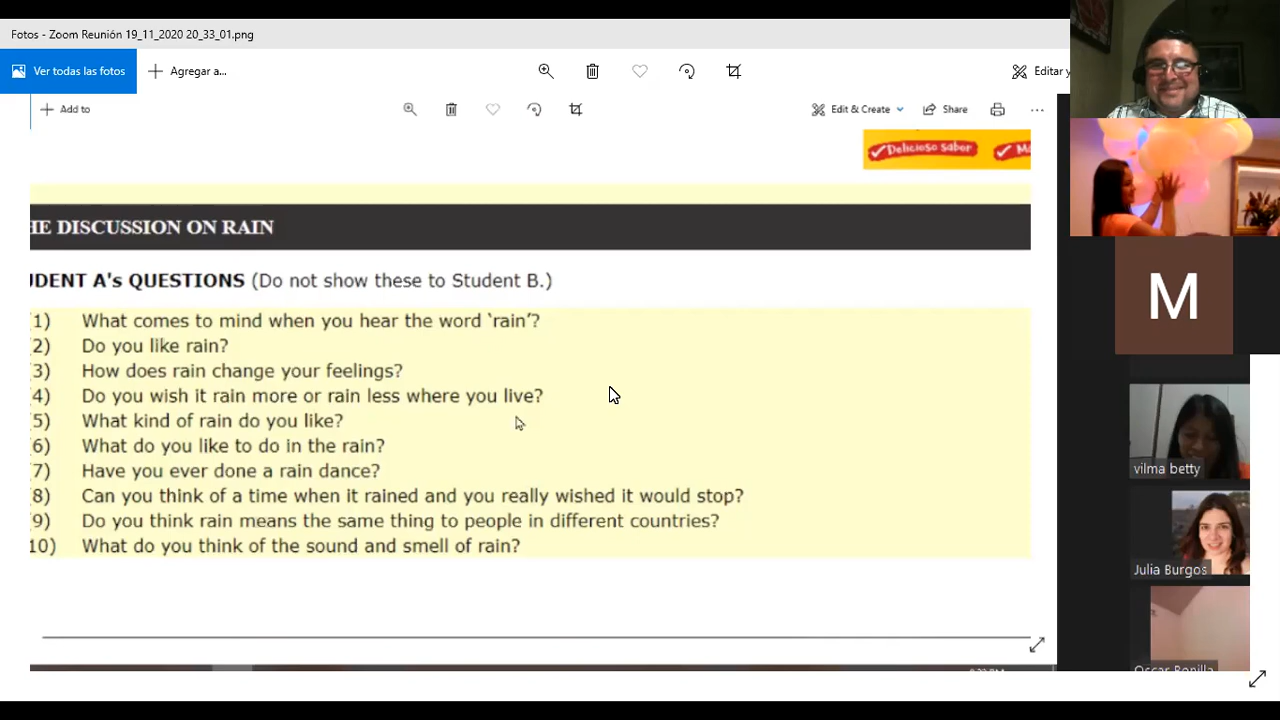 Fotos - Zoom Reunión 19_11_2020 20_33_01.png
Ver todas las fotos
Agregar a...
Editar y
Add to
Edit & Create
Share
Delicioso sabor
HE DISCUSSION ON RAIN
UDENT A's QUESTIONS (Do not show these to Student B.)
1) What comes to mind when you hear the word ‘rain’?
2) Do you like rain?
3) How does rain change your feelings?
4) Do you wish it rain more or rain less where you live?
5) What kind of rain do you like?
6) What do you like to do in the rain?
7) Have you ever done a rain dance?
8) Can you think of a time when it rained and you really wished it would stop?
9) Do you think rain means the same thing to people in different countries?
10) What do you think of the sound and smell of rain?
M
vilma betty
Julia Burgos
Oscar Bonilla